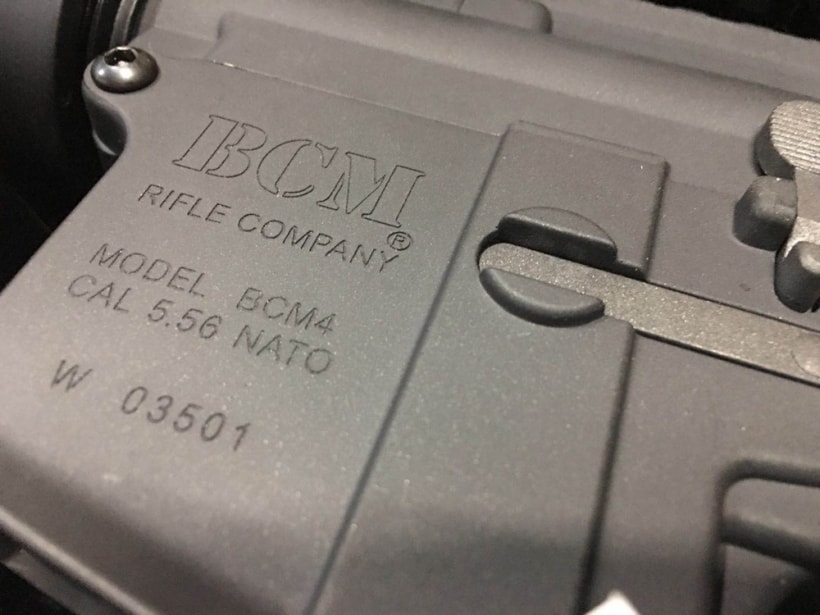 BCM
RIFLE COMPANY®
MODEL BCM4
CAL 5.56 NATO
W 03501